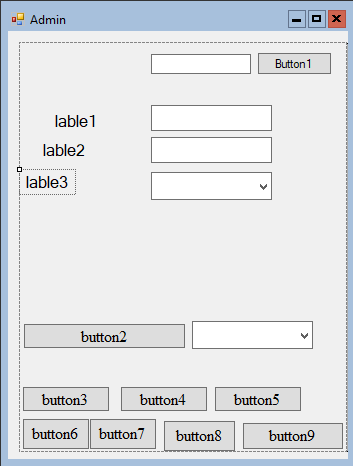 Admin
Button1
lable1
lable2
lable3
button2
button3 button4 button5
button6 button7 button8 button9